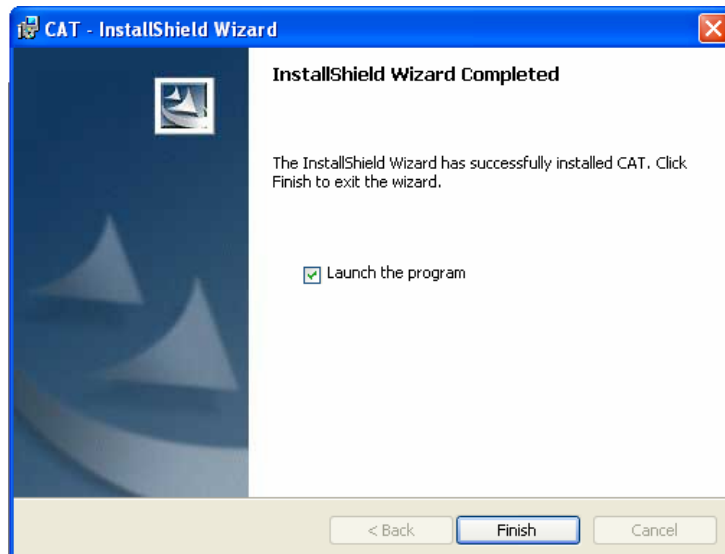 CAT - InstallShield Wizard
InstallShield Wizard Completed
The InstallShield Wizard has successfully installed CAT. Click
Finish to exit the wizard.
Launch the program
< Back
Finish
Cancel